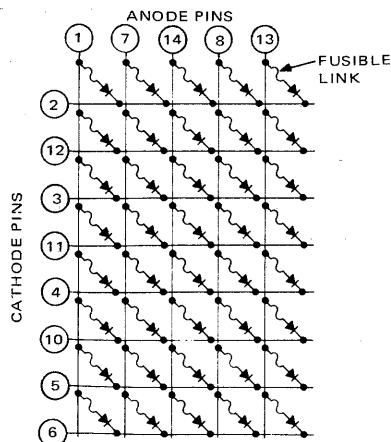 ANODE PINS
1 7 14 8 13
FUSIBLE
LINK
2
12
3
11
4
10
5
6
CATHODE PINS